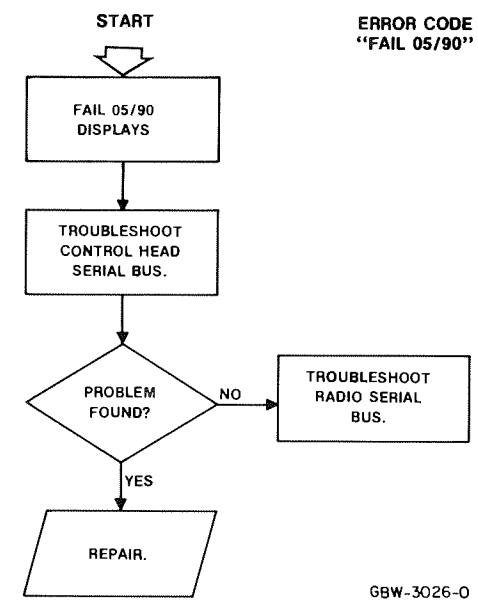 START
ERROR CODE
"FAIL 05/90"
FAIL 05/90
DISPLAYS
TROUBLESHOOT
CONTROL HEAD
SERIAL BUS.
PROBLEM
FOUND?
NO
TROUBLESHOOT
RADIO SERIAL
BUS.
YES
REPAIR.
GBW-3026-O